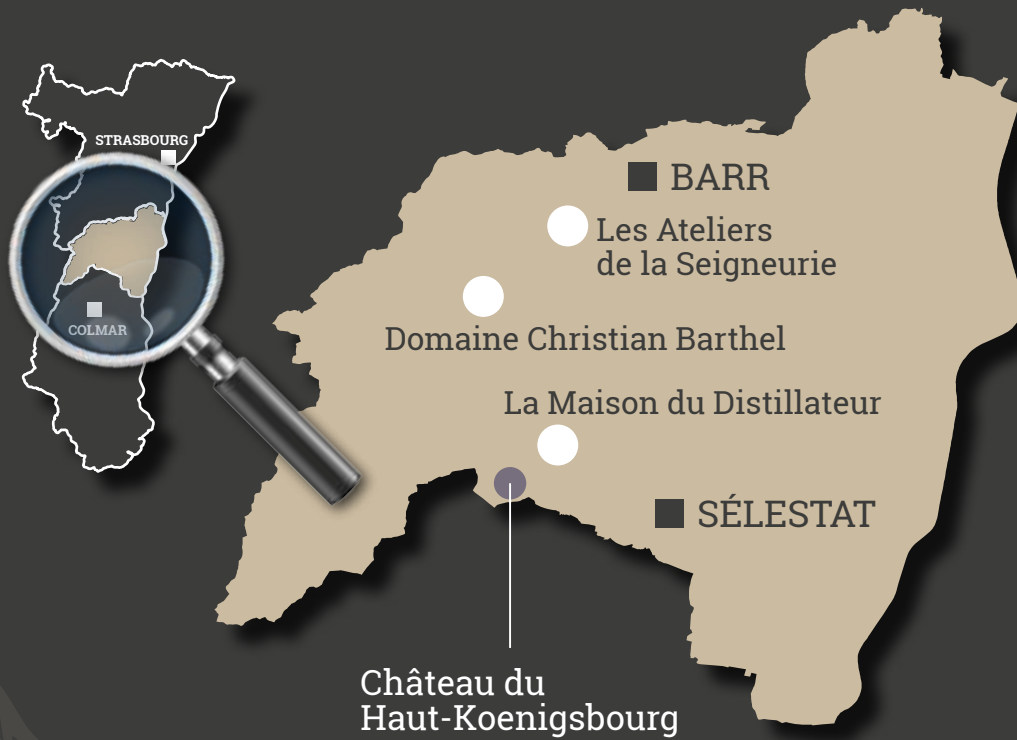 STRASBOURG
COLMAR
BARR
Les Ateliers
de la Seigneurie
Domaine Christian Barthel
La Maison du Distillateur
SÉLESTAT
Château du
Haut-Koenigsbourg